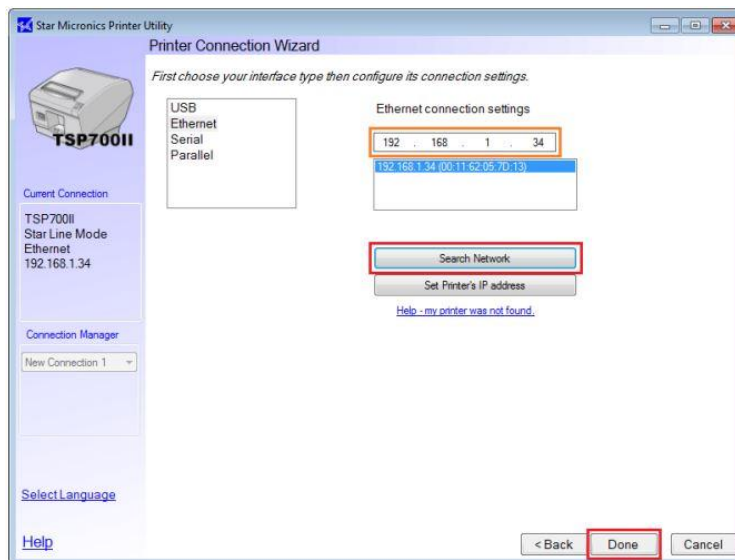 Star Micronics Printer Utility
Printer Connection Wizard
First choose your interface type then configure its connection settings.
TSP700II
USB
Ethernet
Serial
Parallel
Ethernet connection settings
192 . 168 . 1 . 34
192.168.1.34 (00:11:62:05:7D:13)
Search Network
Set Printer's IP address
Help - my printer was not found.
Current Connection
TSP700II
Star Line Mode
Ethernet
192.168.1.34
Connection Manager
New Connection 1
Select Language
Help
< Back
Done
Cancel